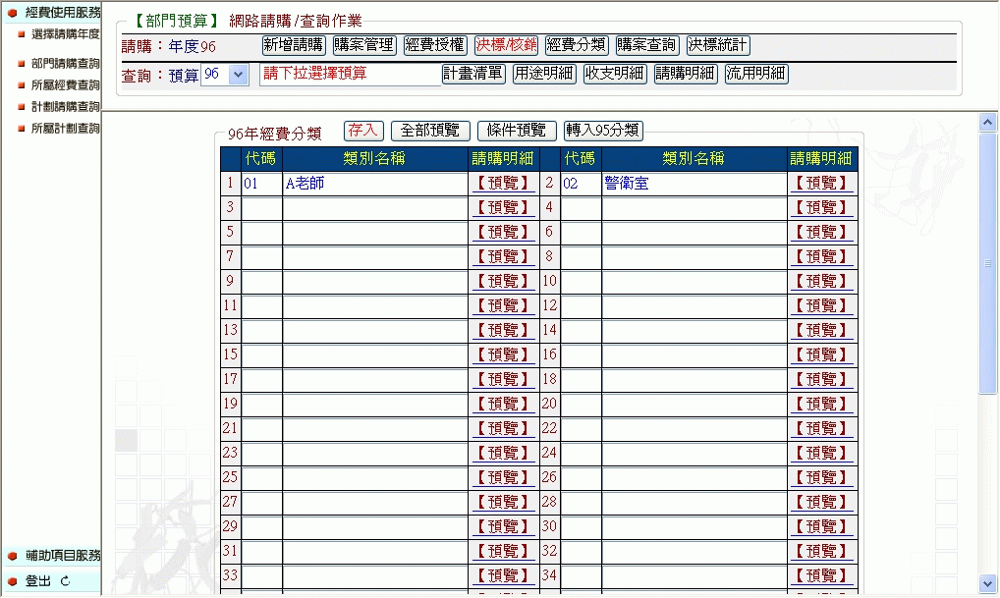 經費使用服務
選擇請購年度
部門請購查詢
所屬經費查詢
計劃請購查詢
所屬計劃查詢
輔助項目服務
登出
【部門預算】 網路請購/查詢作業
請購：年度96 新增請購 購案管理 經費授權 決標/核銷 經費分類 購案查詢 決標統計
查詢：預算 96 請下拉選擇預算 計畫清單 用途明細 收支明細 請購明細 流用明細
96年經費分類 存入 全部預覽 條件預覽 轉入95分類
代碼 類別名稱 請購明細 代碼 類別名稱 請購明細
1 01 A老師 【預覽】 2 02 警衛室 【預覽】
3 【預覽】 4 【預覽】
5 【預覽】 6 【預覽】
7 【預覽】 8 【預覽】
9 【預覽】 10 【預覽】
11 【預覽】 12 【預覽】
13 【預覽】 14 【預覽】
15 【預覽】 16 【預覽】
17 【預覽】 18 【預覽】
19 【預覽】 20 【預覽】
21 【預覽】 22 【預覽】
23 【預覽】 24 【預覽】
25 【預覽】 26 【預覽】
27 【預覽】 28 【預覽】
29 【預覽】 30 【預覽】
31 【預覽】 32 【預覽】
33 【預覽】 34 【預覽】